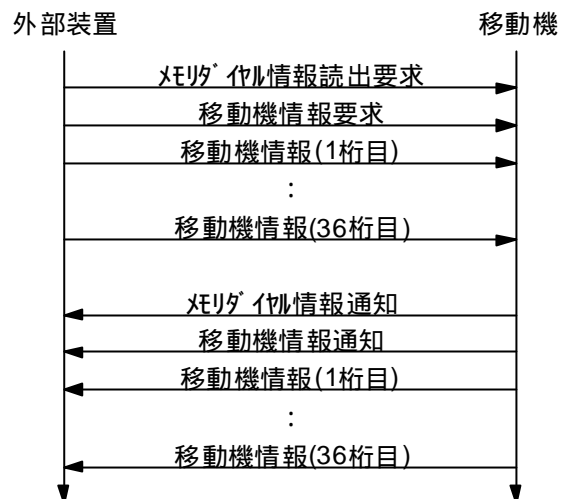 外部装置
移動機
ﾒﾓﾘﾀﾞｲﾔﾙ情報読出要求
移動機情報要求
移動機情報(1桁目)
:
移動機情報(36桁目)
ﾒﾓﾘﾀﾞｲﾔﾙ情報通知
移動機情報通知
移動機情報(1桁目)
:
移動機情報(36桁目)